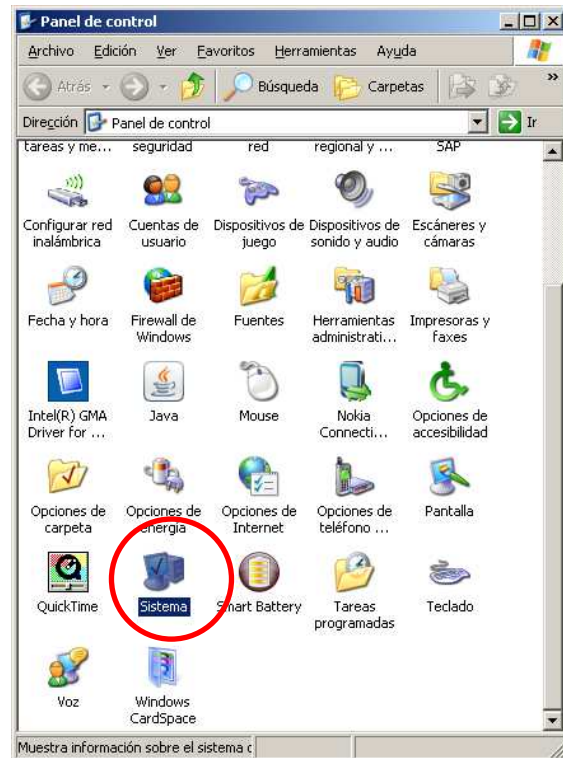 Panel de control
Archivo Edición Ver Favoritos Herramientas Ayuda
Atrás Búsqueda Carpetas »
Dirección Panel de control Ir
tareas y me... seguridad red regional y ... SAP
Configurar red inalámbrica
Cuentas de usuario
Dispositivos de juego
Dispositivos de sonido y audio
Escáneres y cámaras
Fecha y hora
Firewall de Windows
Fuentes
Herramientas administrati...
Impresoras y faxes
Intel(R) GMA Driver for ...
Java
Mouse
Nokia Connecti...
Opciones de accesibilidad
Opciones de carpeta
Opciones de energía
Opciones de Internet
Opciones de teléfono ...
Pantalla
QuickTime
Sistema
Smart Battery
Tareas programadas
Teclado
Voz
Windows CardSpace
Muestra información sobre el sistema c